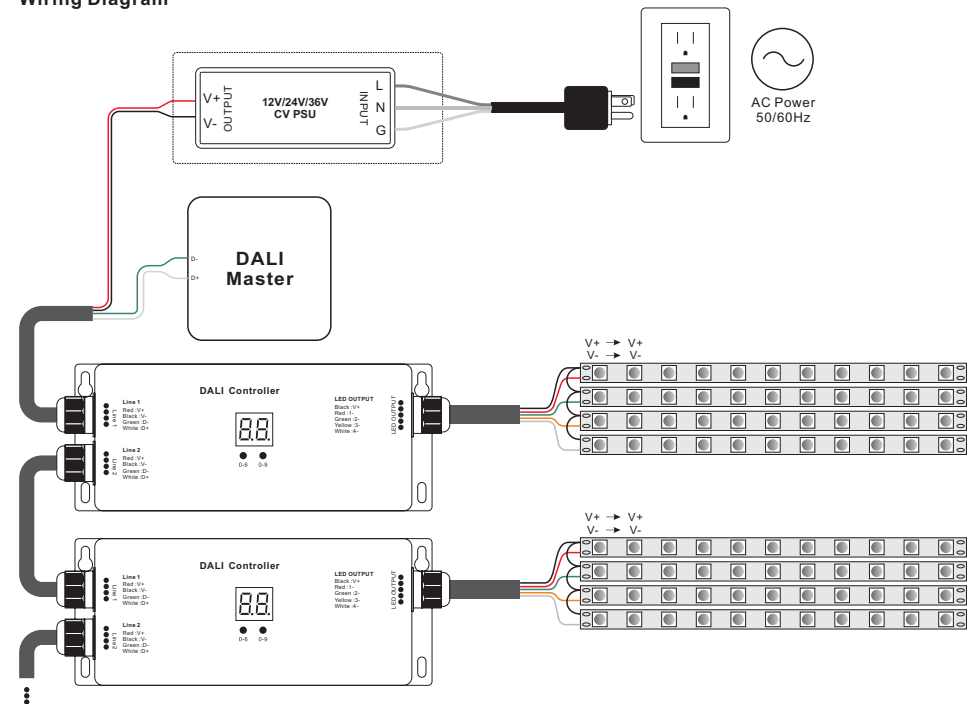 Wiring Diagram
V+
V-
OUTPUT
12V/24V/36V
CV PSU
INPUT
L
N
G
AC Power
50/60Hz
D-
D+
DALI
Master
V+ V+
V- V-
DALI Controller
Line 1
Red :V+
Black :V-
Green :D-
White :D+
Line 1
Line 2
Red :V+
Black :V-
Green :D-
White :D+
Line 2
8.8.
0-6 0-9
LED OUTPUT
Black :V+
Red :1-
Green :2-
Yellow :3-
White :4-
LED OUTPUT
V+ V+
V- V-
DALI Controller
Line 1
Red :V+
Black :V-
Green :D-
White :D+
Line 1
Line 2
Red :V+
Black :V-
Green :D-
White :D+
Line 2
8.8.
0-6 0-9
LED OUTPUT
Black :V+
Red :1-
Green :2-
Yellow :3-
White :4-
LED OUTPUT